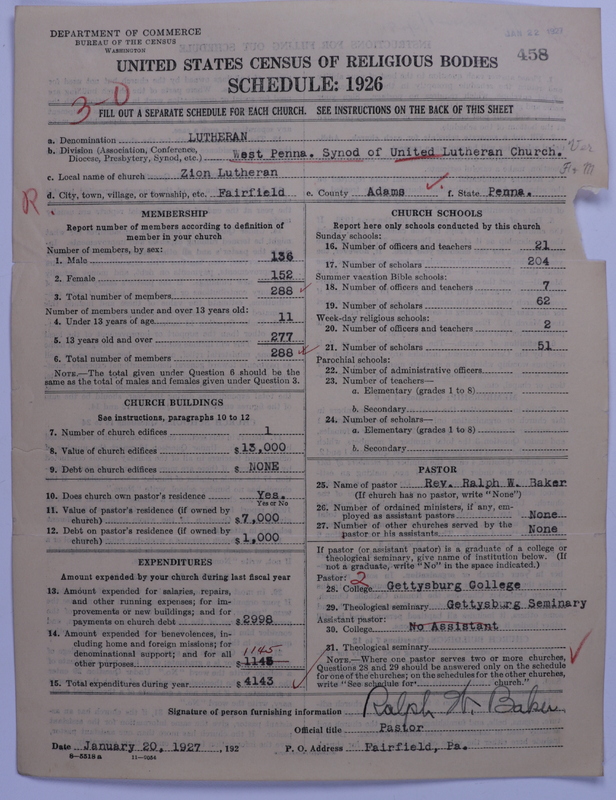 DEPARTMENT OF COMMERCE
BUREAU OF THE CENSUS
WASHINGTON
458
UNITED STATES CENSUS OF RELIGIOUS BODIES
SCHEDULE: 1926
3-0
FILL OUT A SEPARATE SCHEDULE FOR EACH CHURCH. SEE INSTRUCTIONS ON THE BACK OF THIS SHEET
a. Denomination LUTHERAN
b. Division (Association, Conference, Diocese, Presbytery, Synod, etc.) West Penna. Synod of United Lutheran Church.
c. Local name of church Zion Lutheran
R d. City, town, village, or township, etc. Fairfield e. County Adams f. State Penna.
MEMBERSHIP
Report number of members according to definition of
member in your church
Number of members, by sex:
1. Male 136
2. Female 152
3. Total number of members 288
Number of members under and over 13 years old:
4. Under 13 years of age 11
5. 13 years old and over 277
6. Total number of members 288
NOTE.—The total given under Question 6 should be
same as the total of males and females given under Question 3.
CHURCH BUILDINGS
See instructions, paragraphs 10 to 12
7. Number of church edifices 1
8. Value of church edifices $13,000
9. Debt on church edifices $ NONE
10. Does church own pastor's residence Yes.
Yes or No
11. Value of pastor's residence (if owned by
church) $7,000
12. Debt on pastor's residence (if owned by
church) $1,000
EXPENDITURES
Amount expended by your church during last fiscal year
13. Amount expended for salaries, repairs,
and other running expenses; for im-
provements or new buildings; and for
payments on church debt $2998
14. Amount expended for benevolences, in-
cluding home and foreign missions; for
denominational support; and for all 1145
other purposes $1145
15. Total expenditures during year $4143
CHURCH SCHOOLS
Report here only schools conducted by this church
Sunday schools:
16. Number of officers and teachers 21
17. Number of scholars 204
Summer vacation Bible schools:
18. Number of officers and teachers 7
19. Number of scholars 62
Week-day religious schools:
20. Number of officers and teachers 2
21. Number of scholars 51
Parochial schools:
22. Number of administrative officers
23. Number of teachers—
a. Elementary (grades 1 to 8)
b. Secondary
24. Number of scholars—
a. Elementary (grades 1 to 8)
b. Secondary
PASTOR
25. Name of pastor Rev. Ralph W. Baker
(If church has no pastor, write "None")
26. Number of ordained ministers, if any, em-
ployed as assistant pastors None
27. Number of other churches served by the
pastor or his assistants None
If pastor (or assistant pastor) is a graduate of a college or
theological seminary, give name of institution below. (If
not a graduate, write "No" in the space indicated.)
Pastor: 2
28. College Gettysburg College
29. Theological seminary Gettysburg Seminary
Assistant pastor:
30. College No Assistant
31. Theological seminary
NOTE.—Where one pastor serves two or more churches,
Questions 28 and 29 should be answered only on the schedule
for one of the churches; on the schedules for the other churches,
write "See schedule for church."
Signature of person furnishing information Ralph W. Baker
Official title Pastor
Date January 20, 1927 , 192 P. O. Address Fairfield, Pa.
8—5518 a 11—9034